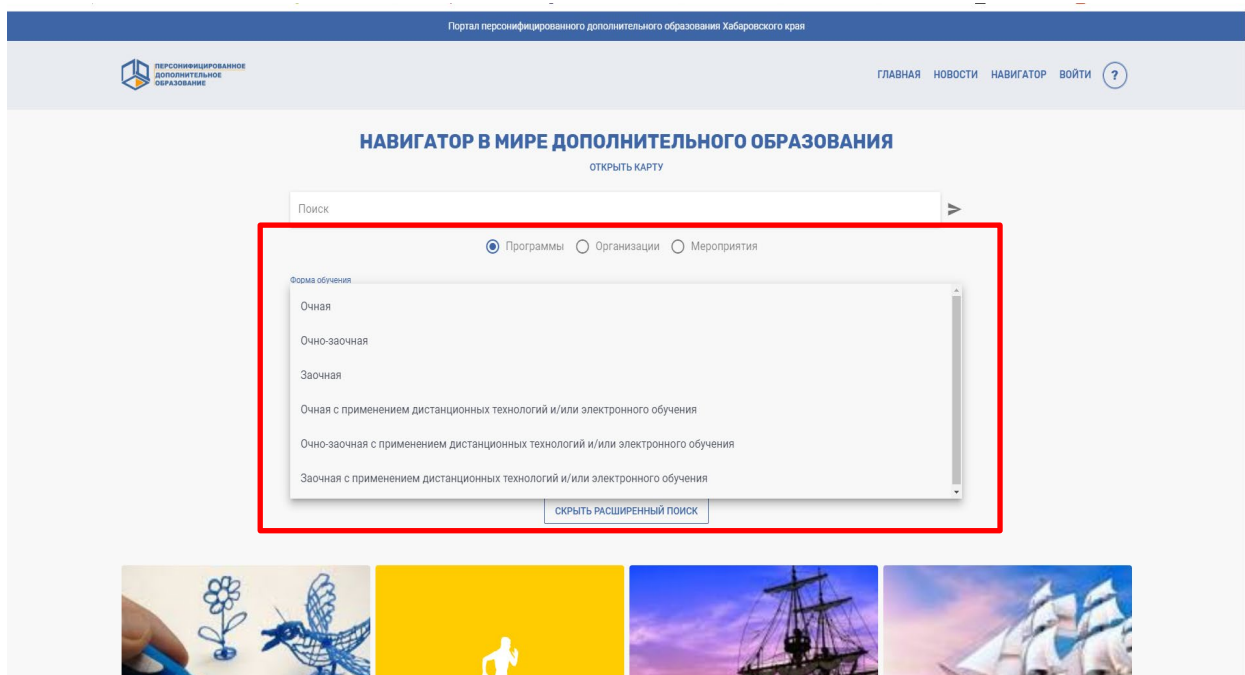 Портал персонифицированного дополнительного образования Хабаровского края
ПЕРСОНИФИЦИРОВАННОЕ
ДОПОЛНИТЕЛЬНОЕ
ОБРАЗОВАНИЕ
ГЛАВНАЯ НОВОСТИ НАВИГАТОР ВОЙТИ ?
НАВИГАТОР В МИРЕ ДОПОЛНИТЕЛЬНОГО ОБРАЗОВАНИЯ
ОТКРЫТЬ КАРТУ
Поиск
Программы Организации Мероприятия
Форма обучения
Очная
Очно-заочная
Заочная
Очная с применением дистанционных технологий и/или электронного обучения
Очно-заочная с применением дистанционных технологий и/или электронного обучения
Заочная с применением дистанционных технологий и/или электронного обучения
СКРЫТЬ РАСШИРЕННЫЙ ПОИСК